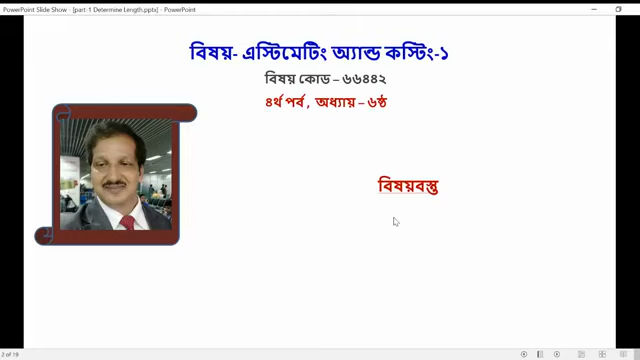 PowerPoint Slide Show - [part-1 Determine Length.pptx] - PowerPoint
বিষয়- এস্টিমেটিং অ্যান্ড কস্টিং-১
বিষয় কোড – ৬৬৪৪২
৪র্থ পর্ব , অধ্যায় – ৬ষ্ঠ
বিষয়বস্তু
2 of 19